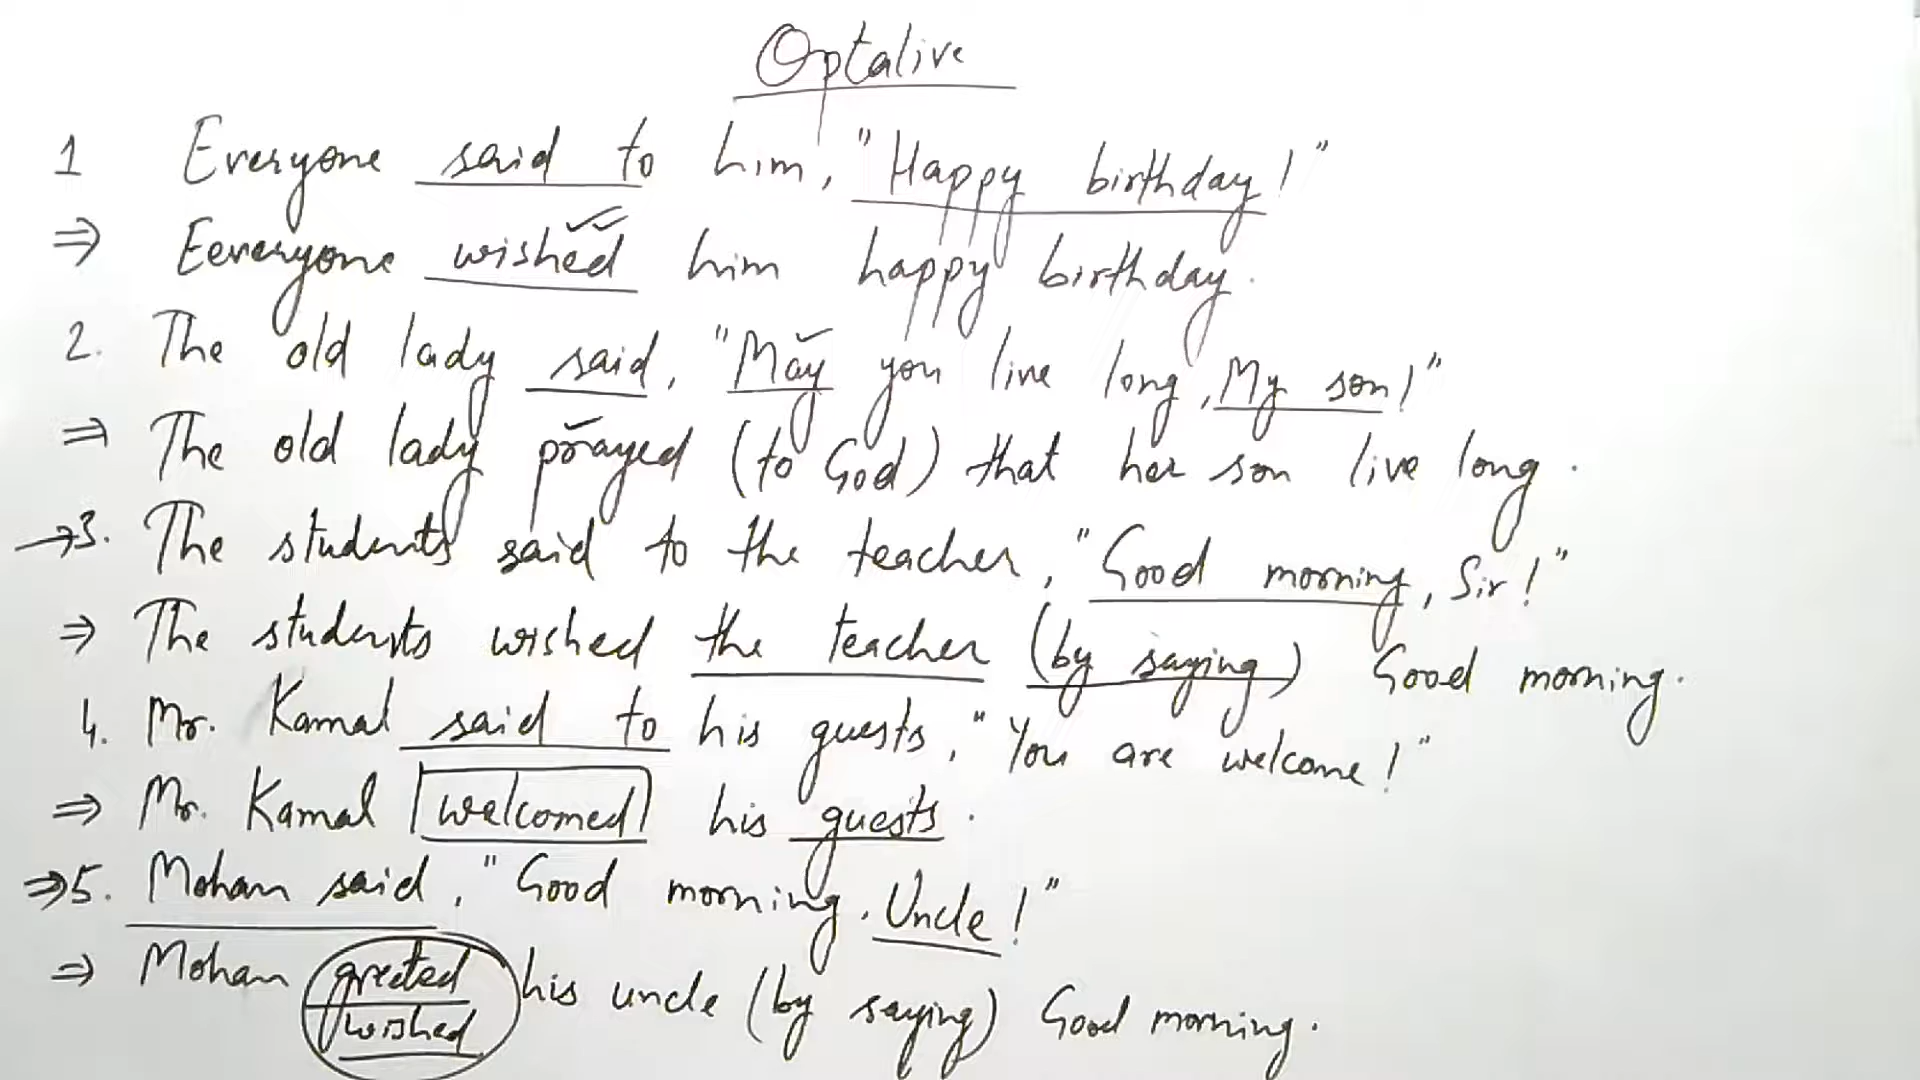 Optalive
1 Everyone said to him, "Happy birthday!"
⇒ Eeveryone wished him happy birthday.
2. The old lady said, "May you live long, My son!"
⇒ The old lady prayed (to God) that her son live long.
→3. The students said to the teacher, "Good morning, Sir!"
⇒ The students wished the teacher (by saying) Good morning.
4. Mr. Kamal said to his guests, "You are welcome!"
⇒ Mr. Kamal welcomed his guests.
⇒5. Mohan said, "Good morning, Uncle!"
⇒ Mohan greeted his uncle (by saying) Good morning.
wished